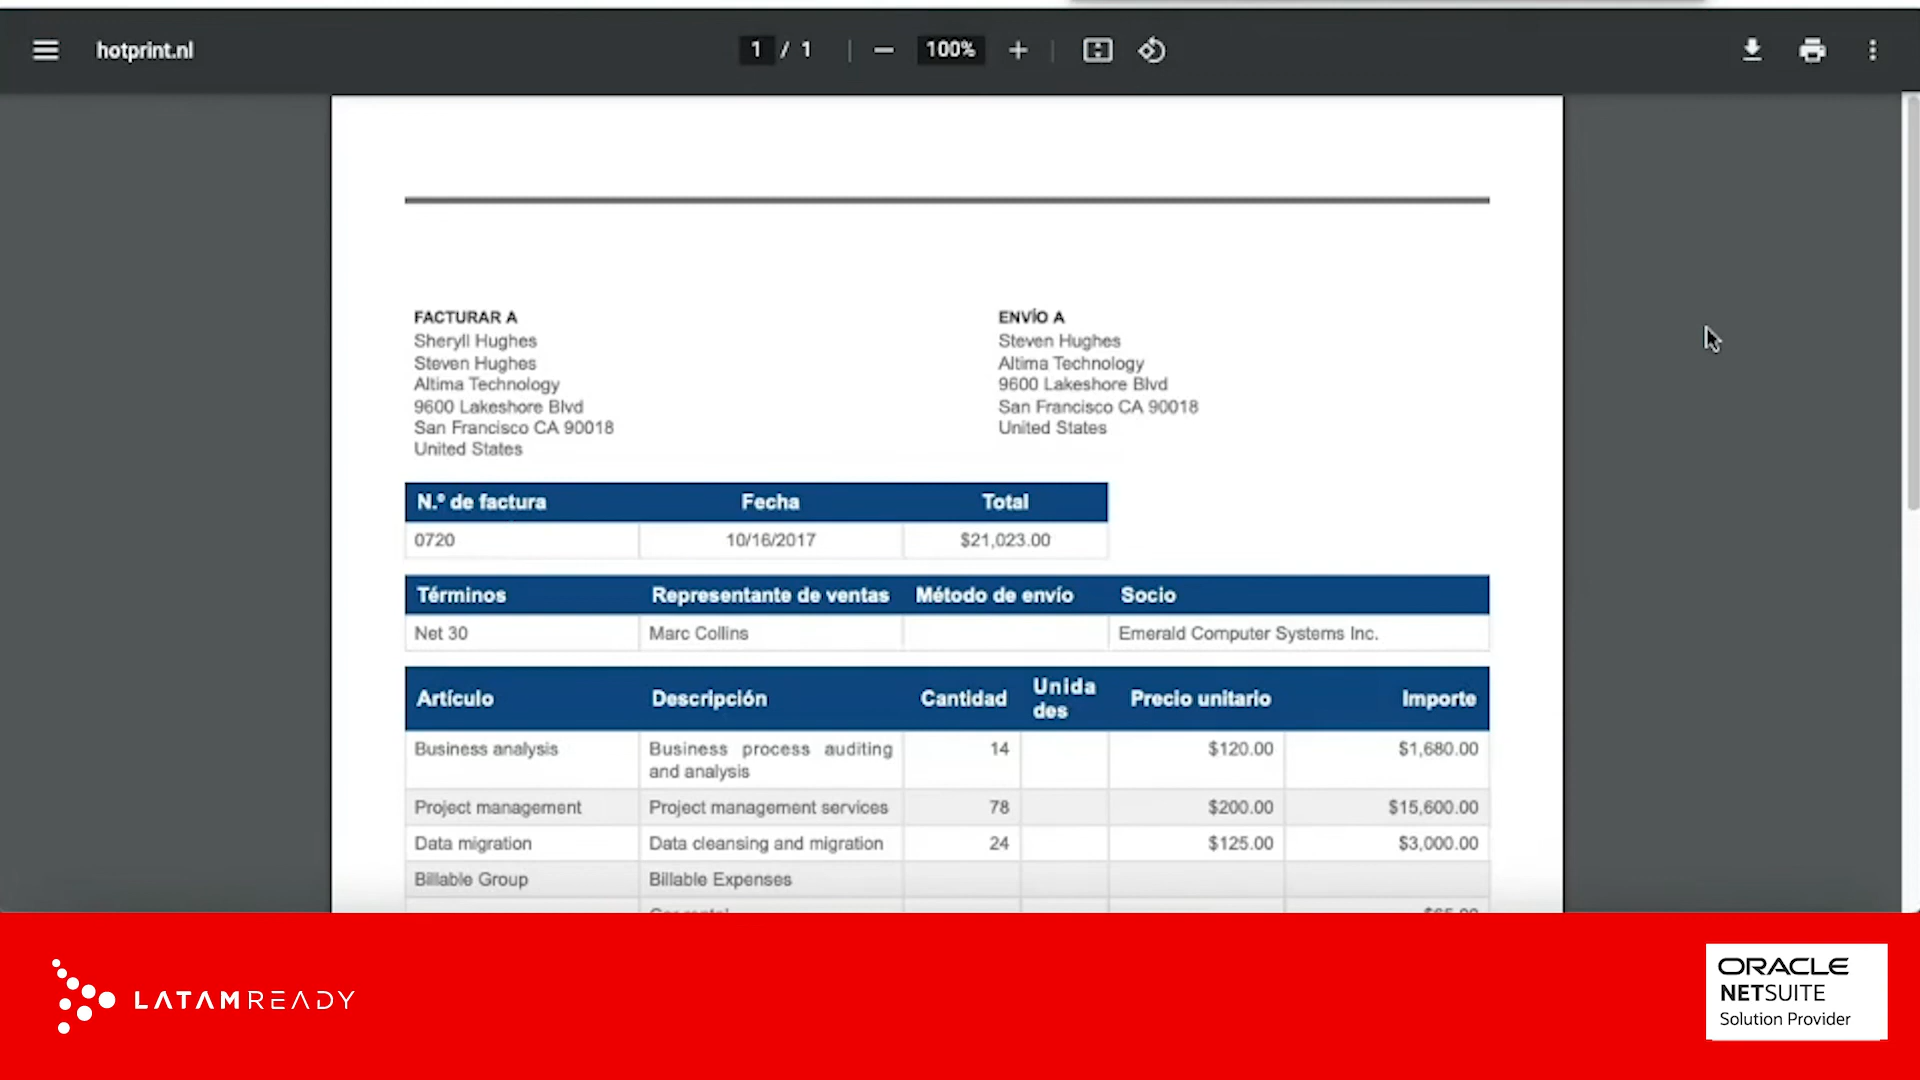 hotprint.nl
1 / 1
100%
FACTURAR A
Sheryll Hughes
Steven Hughes
Altima Technology
9600 Lakeshore Blvd
San Francisco CA 90018
United States
ENVÍO A
Steven Hughes
Altima Technology
9600 Lakeshore Blvd
San Francisco CA 90018
United States
N.º de factura Fecha Total
0720 10/16/2017 $21,023.00
Términos Representante de ventas Método de envío Socio
Net 30 Marc Collins Emerald Computer Systems Inc.
Artículo Descripción Cantidad Unida des Precio unitario Importe
Business analysis Business process auditing 14 $120.00 $1,680.00
and analysis
Project management Project management services 78 $200.00 $15,600.00
Data migration Data cleansing and migration 24 $125.00 $3,000.00
Billable Group Billable Expenses
LATAMREADY
ORACLE
NETSUITE
Solution Provider